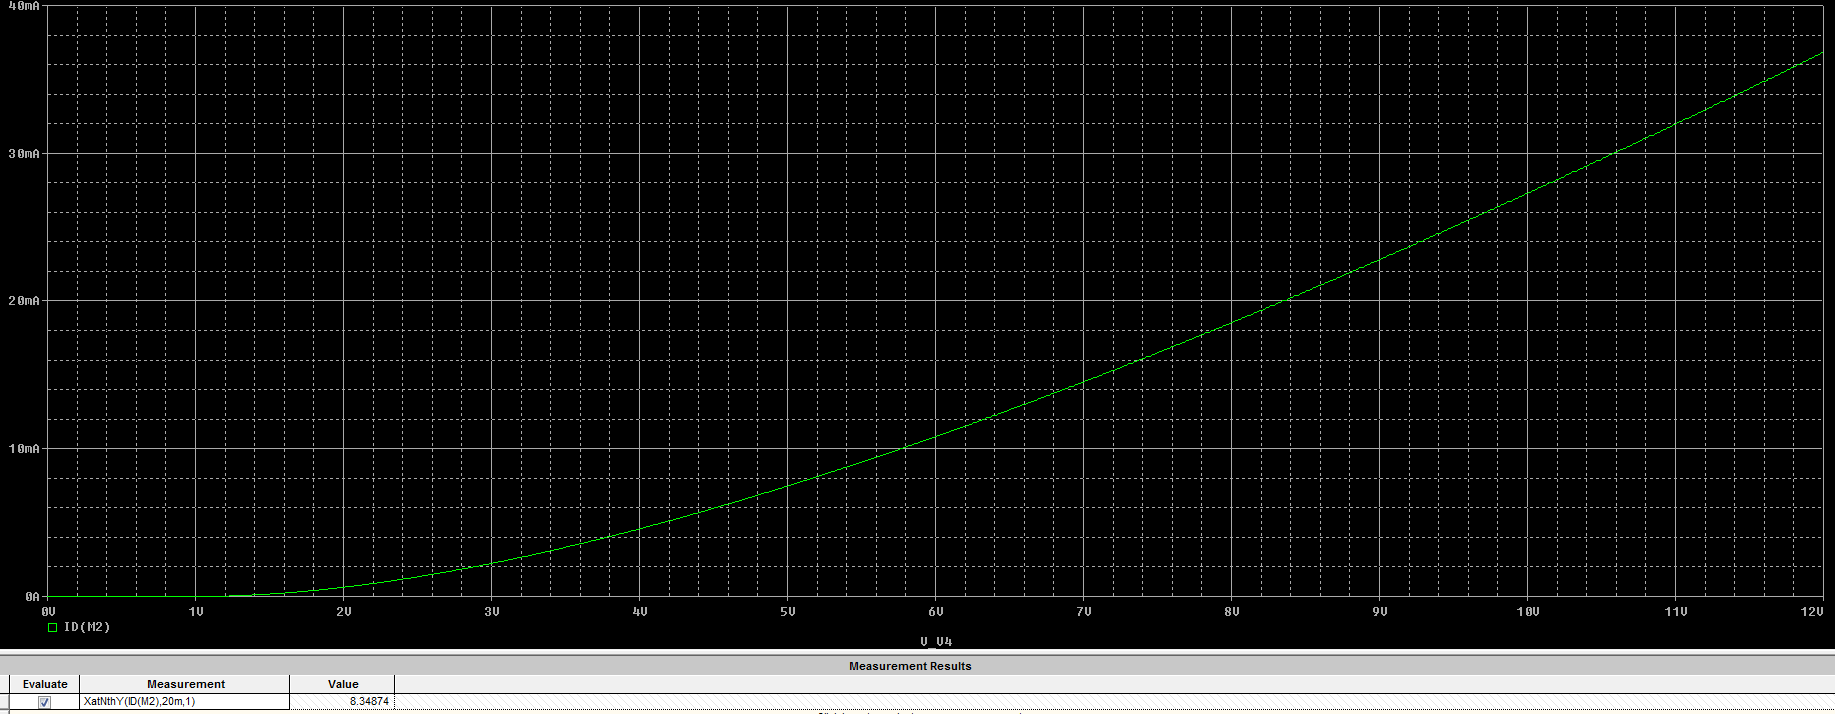 40mA
30mA
20mA
10mA
0A
0V 1V 2V 3V 4V 5V 6V 7V 8V 9V 10V 11V 12V
ID(M2)
V_V4
Measurement Results
Evaluate Measurement Value
XatNthY(ID(M2),20m,1) 8.34874